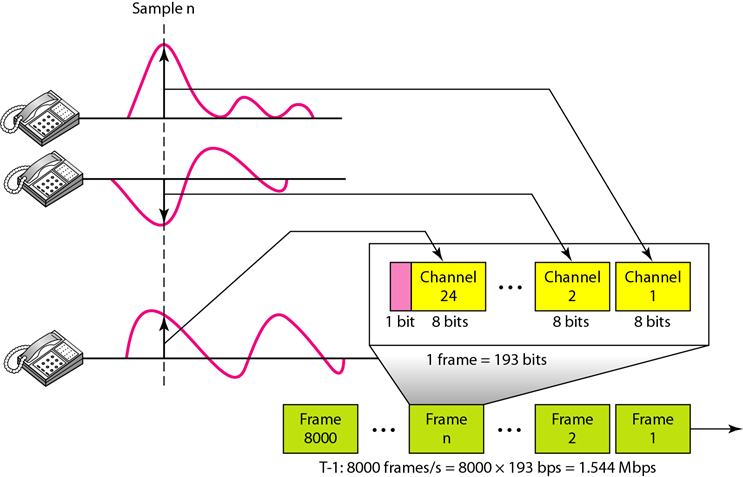 Sample n
Channel
24
Channel
2
Channel
1
1 bit
8 bits
8 bits
8 bits
1 frame = 193 bits
Frame
8000
Frame
n
Frame
2
Frame
1
T-1: 8000 frames/s = 8000 × 193 bps = 1.544 Mbps